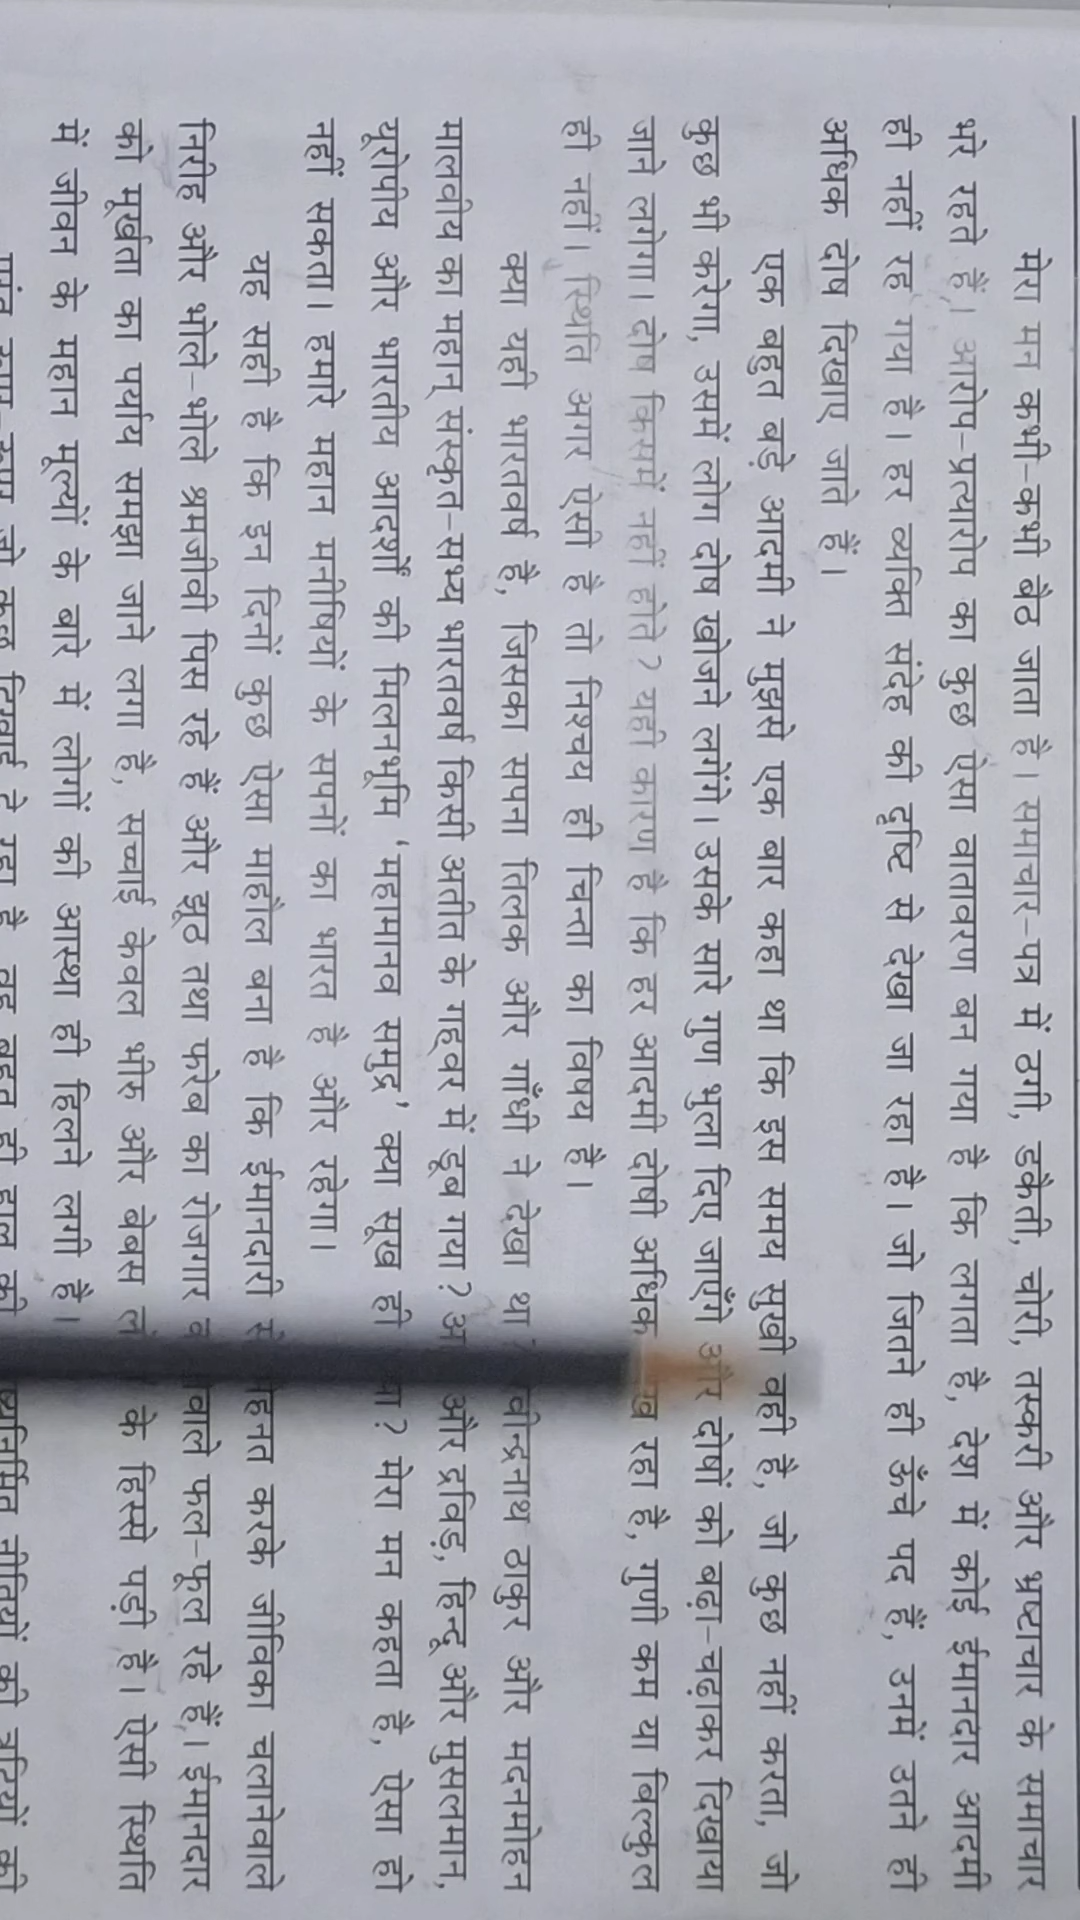 मेरा मन कभी-कभी बैठ जाता है। समाचार-पत्र में ठगी, डकैती, चोरी, तस्करी और भ्रष्टाचार के समाचार
भरे रहते हैं। आरोप-प्रत्यारोप का कुछ ऐसा वातावरण बन गया है कि लगता है, देश में कोई ईमानदार आदमी
ही नहीं रह गया है। हर व्यक्ति संदेह की दृष्टि से देखा जा रहा है। जो जितने ही ऊँचे पद हैं, उनमें उतने ही
अधिक दोष दिखाए जाते हैं।
एक बहुत बड़े आदमी ने मुझसे एक बार कहा था कि इस समय सुखी वही है, जो कुछ नहीं करता, जो
कुछ भी करेगा, उसमें लोग दोष खोजने लगेंगे। उसके सारे गुण भुला दिए जाएँगे और दोषों को बढ़ा-चढ़ाकर दिखाया
जाने लगेगा। दोष किसमें नहीं होते? यही कारण है कि हर आदमी दोषी अधिक रहा है, गुणी कम या बिल्कुल
ही नहीं। स्थिति अगर ऐसी है तो निश्चय ही चिन्ता का विषय है।
क्या यही भारतवर्ष है, जिसका सपना तिलक और गाँधी ने देखा था ठाकुर और मदनमोहन
मालवीय का महान् संस्कृत-सभ्य भारतवर्ष किसी अतीत के गह्वर में डूब गया? और द्रविड़, हिन्दू और मुसलमान,
यूरोपीय और भारतीय आदर्शों की मिलनभूमि 'महामानव समुद्र' क्या सूख ही मेरा मन कहता है, ऐसा हो
नहीं सकता। हमारे महान मनीषियों के सपनों का भारत है और रहेगा।
यह सही है कि इन दिनों कुछ ऐसा माहौल बना है कि ईमानदारी करके जीविका चलानेवाले
निरीह और भोले-भोले श्रमजीवी पिस रहे हैं और झूठ तथा फरेब का रोजगार फल-फूल रहे हैं। ईमानदार
को मूर्खता का पर्याय समझा जाने लगा है, सच्चाई केवल भीरु और बेबस के हिस्से पड़ी है। ऐसी स्थिति
में जीवन के महान मूल्यों के बारे में लोगों की आस्था ही हिलने लगी है।